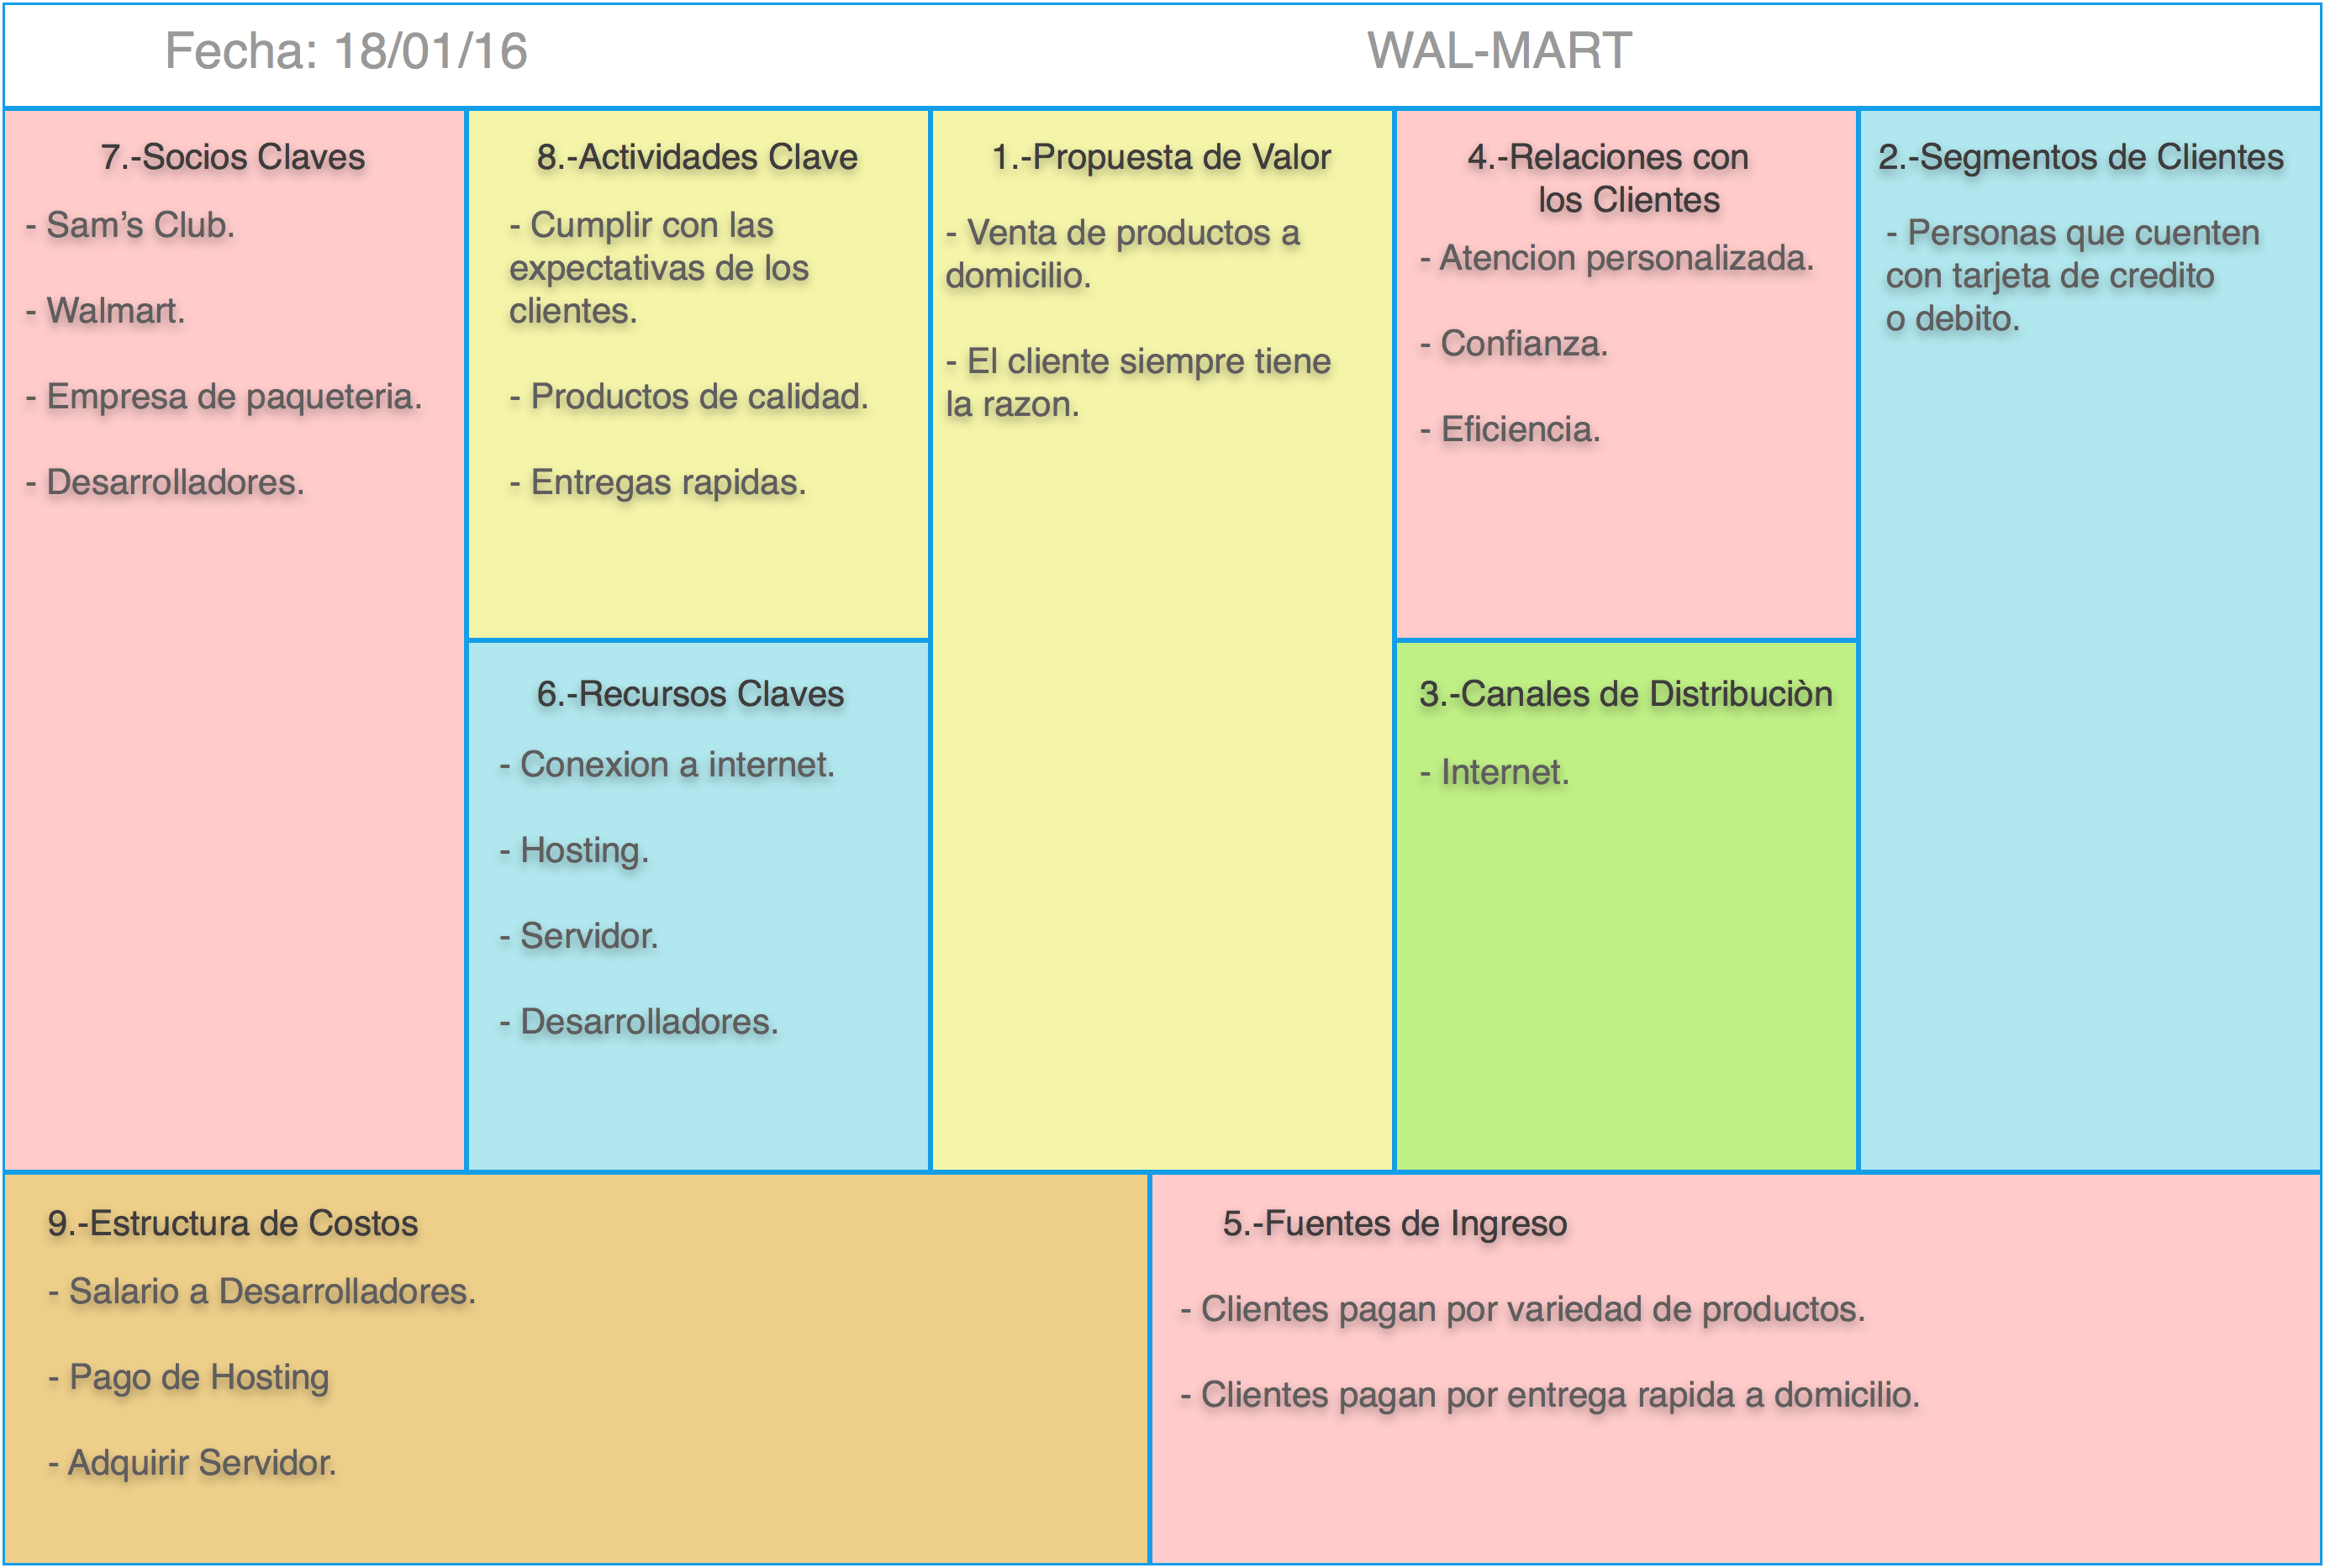 Fecha: 18/01/16
WAL-MART
7.-Socios Claves
- Sam’s Club.
- Walmart.
- Empresa de paqueteria.
- Desarrolladores.
8.-Actividades Clave
- Cumplir con las
expectativas de los
clientes.
- Productos de calidad.
- Entregas rapidas.
6.-Recursos Claves
- Conexion a internet.
- Hosting.
- Servidor.
- Desarrolladores.
1.-Propuesta de Valor
- Venta de productos a
domicilio.
- El cliente siempre tiene
la razon.
4.-Relaciones con
los Clientes
- Atencion personalizada.
- Confianza.
- Eficiencia.
3.-Canales de Distribuciòn
- Internet.
2.-Segmentos de Clientes
- Personas que cuenten
con tarjeta de credito
o debito.
9.-Estructura de Costos
- Salario a Desarrolladores.
- Pago de Hosting
- Adquirir Servidor.
5.-Fuentes de Ingreso
- Clientes pagan por variedad de productos.
- Clientes pagan por entrega rapida a domicilio.